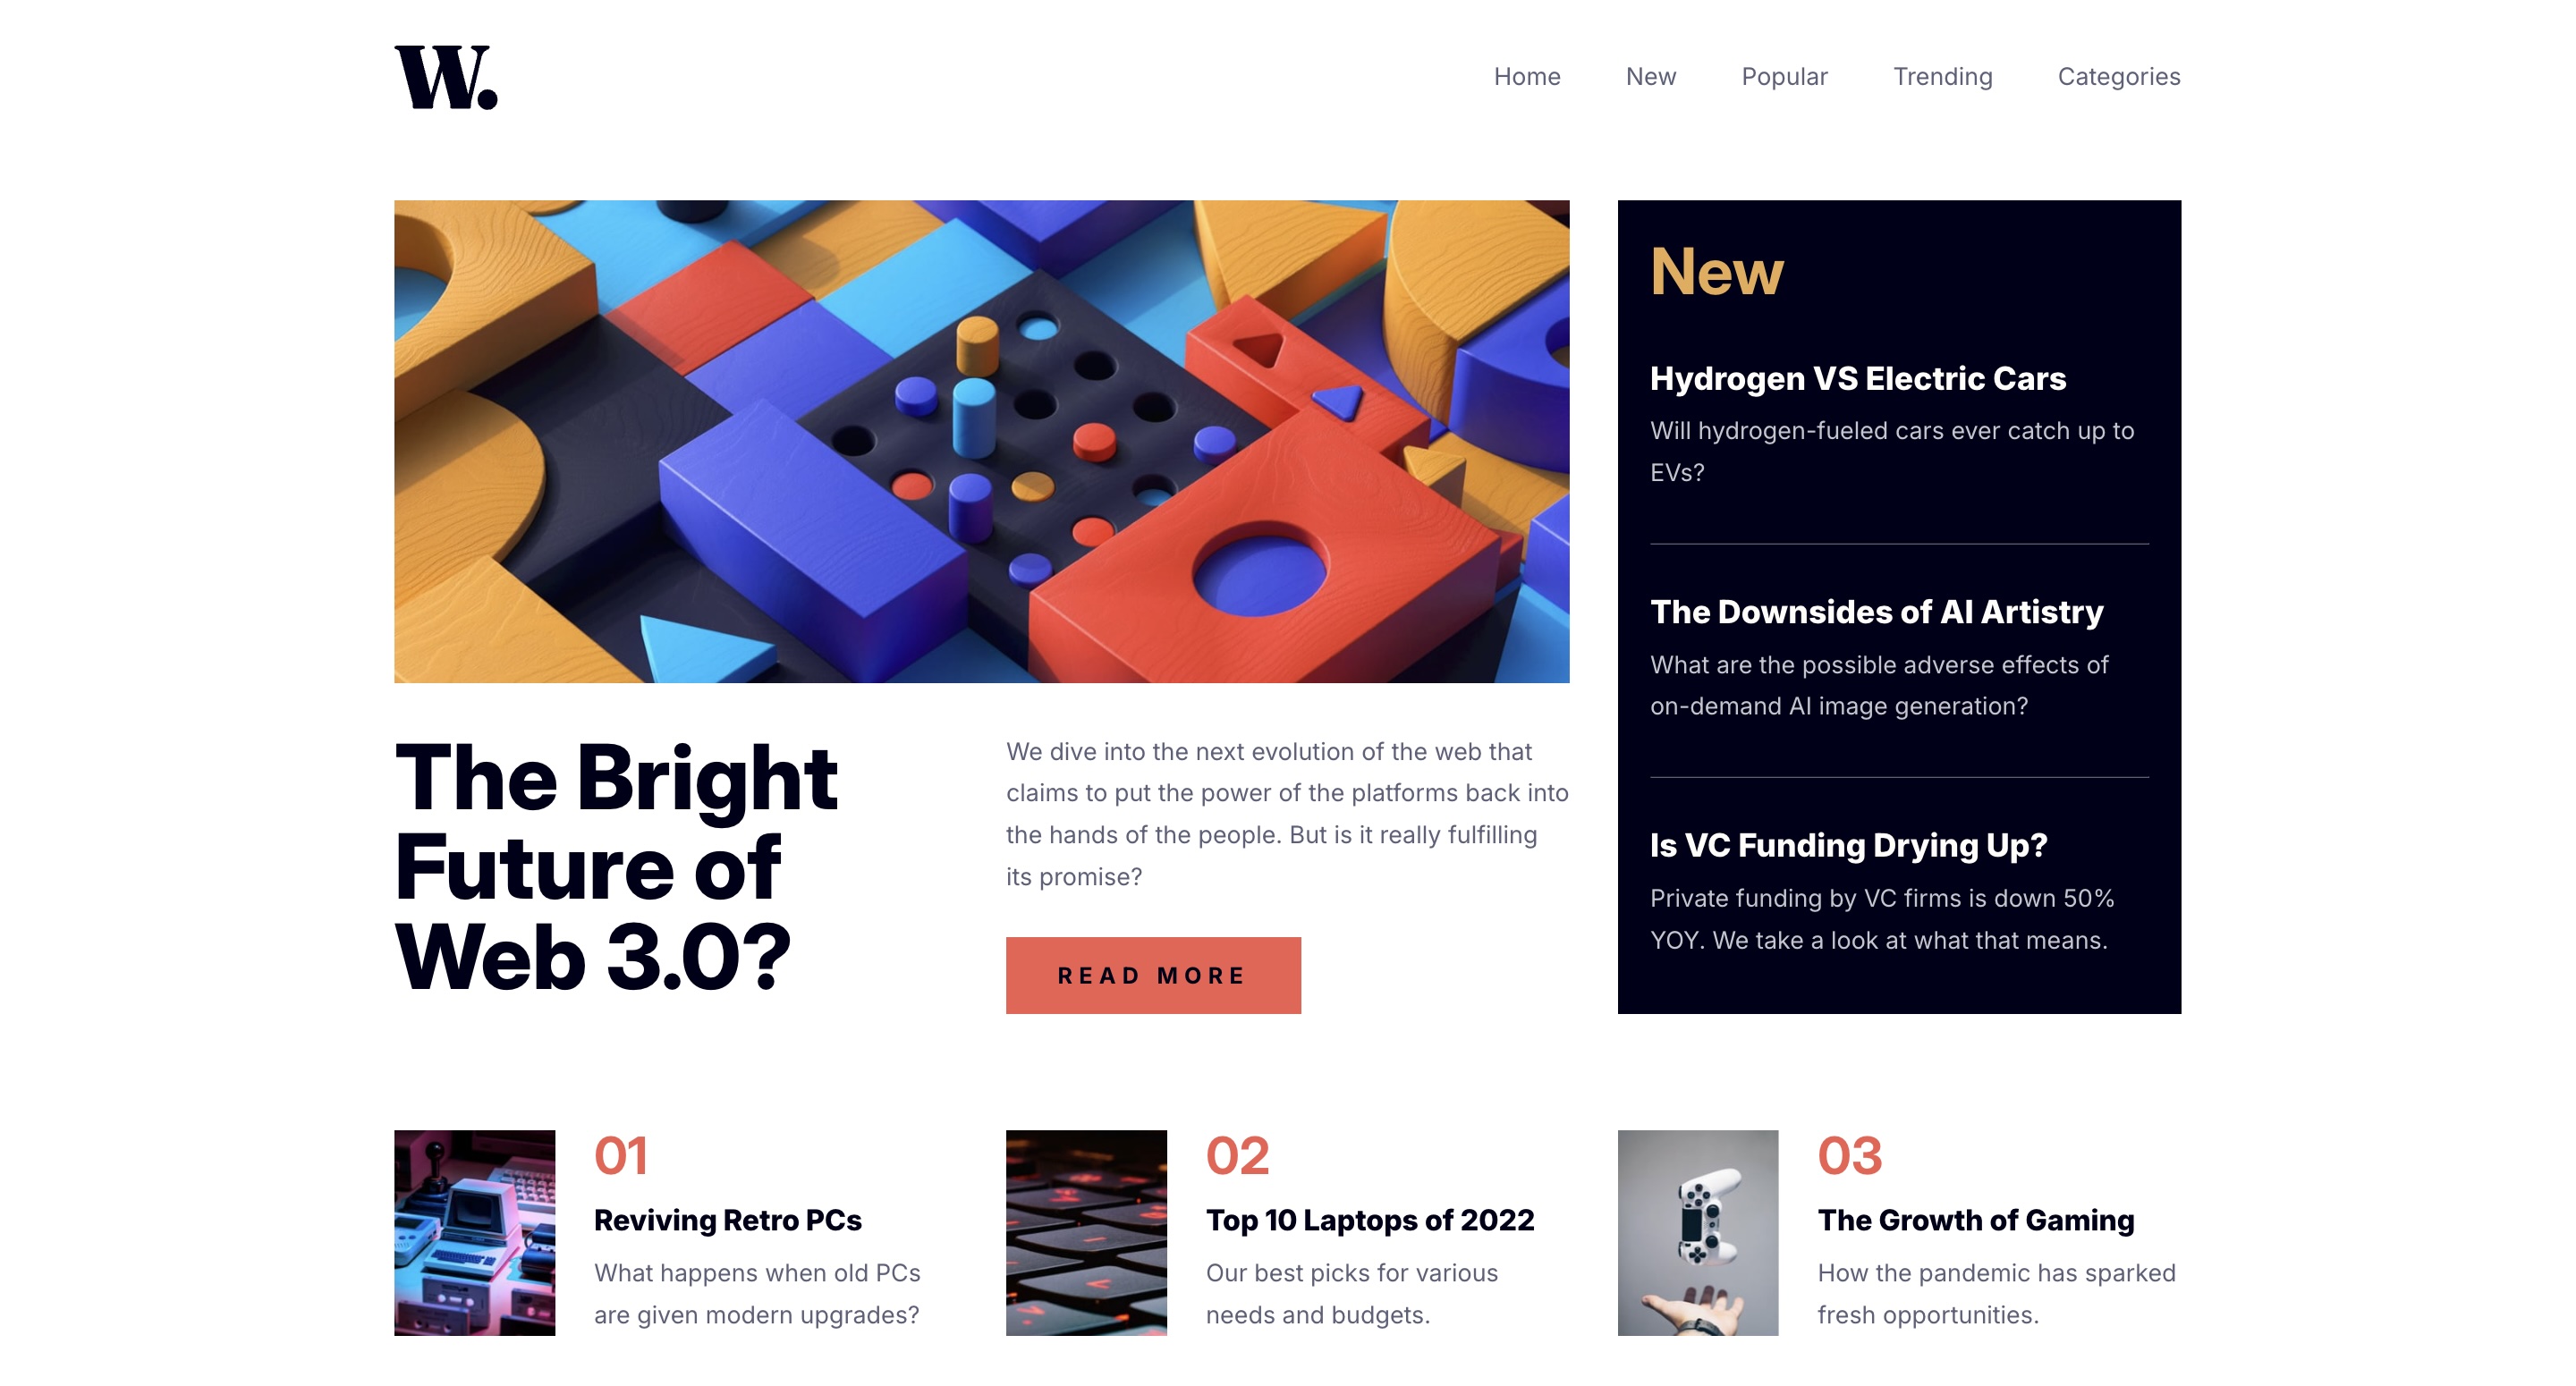 W.
Home New Popular Trending Categories
The Bright
Future of
Web 3.0?
We dive into the next evolution of the web that
claims to put the power of the platforms back into
the hands of the people. But is it really fulfilling
its promise?
READ MORE
New
Hydrogen VS Electric Cars
Will hydrogen-fueled cars ever catch up to
EVs?
The Downsides of AI Artistry
What are the possible adverse effects of
on-demand AI image generation?
Is VC Funding Drying Up?
Private funding by VC firms is down 50%
YOY. We take a look at what that means.
01
Reviving Retro PCs
What happens when old PCs
are given modern upgrades?
02
Top 10 Laptops of 2022
Our best picks for various
needs and budgets.
03
The Growth of Gaming
How the pandemic has sparked
fresh opportunities.